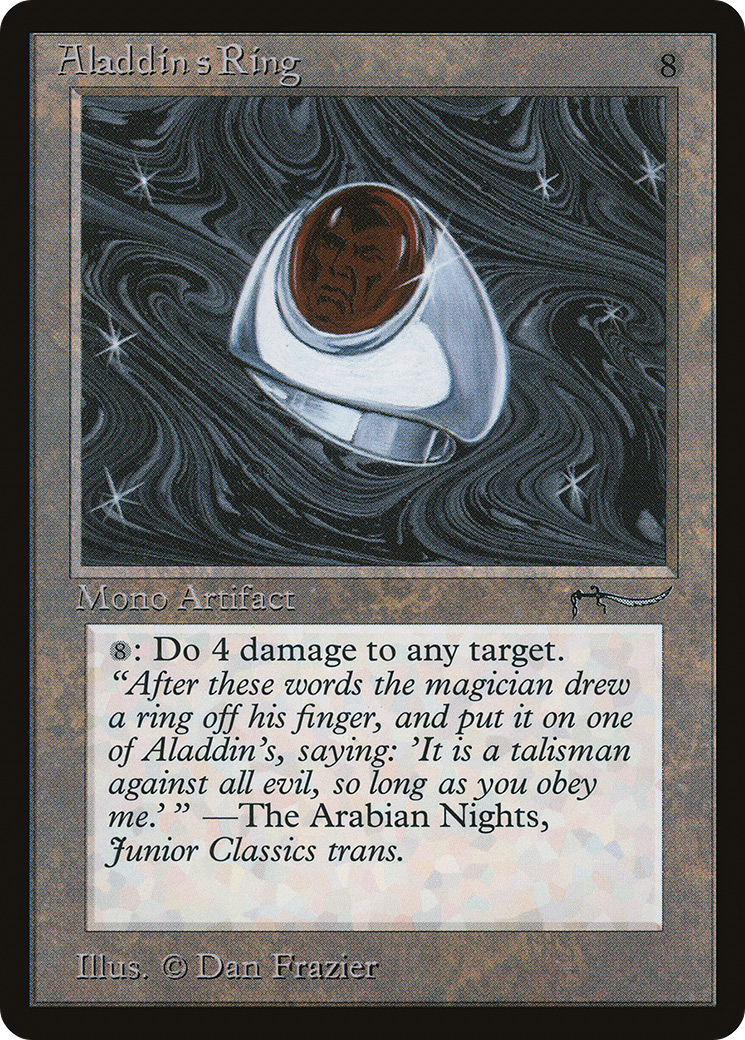 Aladdin's Ring 8
Mono Artifact
8: Do 4 damage to any target.
“After these words the magician drew
a ring off his finger, and put it on one
of Aladdin's, saying: 'It is a talisman
against all evil, so long as you obey
me.' ” —The Arabian Nights,
Junior Classics trans.
Illus. © Dan Frazier